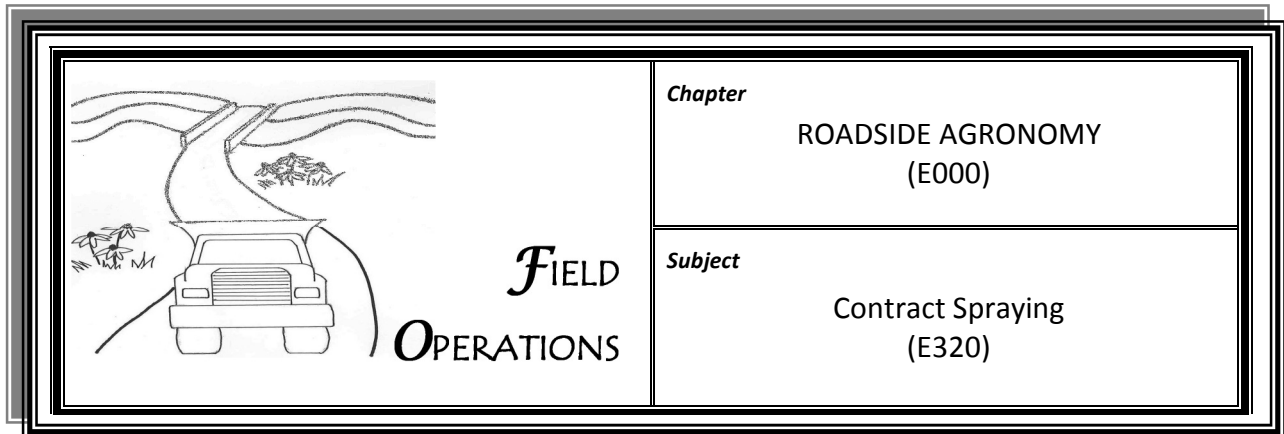 FIELD
OPERATIONS
Chapter
ROADSIDE AGRONOMY
(E000)
Subject
Contract Spraying
(E320)